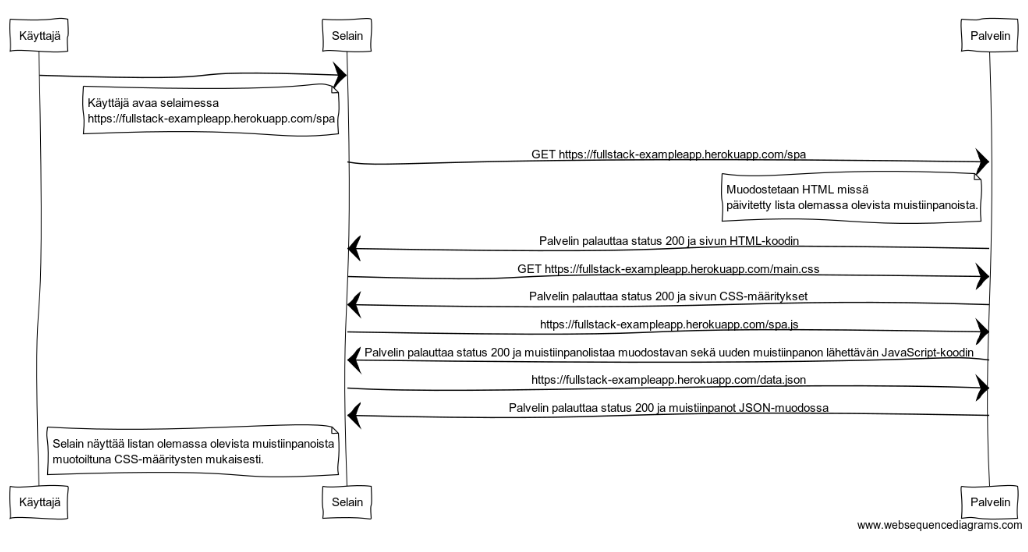 Käyttajä
Selain
Palvelin
Käyttäjä avaa selaimessa
https://fullstack-exampleapp.herokuapp.com/spa
GET https://fullstack-exampleapp.herokuapp.com/spa
Muodostetaan HTML missä
päivitetty lista olemassa olevista muistiinpanoista.
Palvelin palauttaa status 200 ja sivun HTML-koodin
GET https://fullstack-exampleapp.herokuapp.com/main.css
Palvelin palauttaa status 200 ja sivun CSS-määritykset
https://fullstack-exampleapp.herokuapp.com/spa.js
Palvelin palauttaa status 200 ja muistiinpanolistaa muodostavan sekä uuden muistiinpanon lähettävän JavaScript-koodin
https://fullstack-exampleapp.herokuapp.com/data.json
Palvelin palauttaa status 200 ja muistiinpanot JSON-muodossa
Selain näyttää listan olemassa olevista muistiinpanoista
muotoiltuna CSS-määritysten mukaisesti.
Käyttajä
Selain
Palvelin
www.websequencediagrams.com